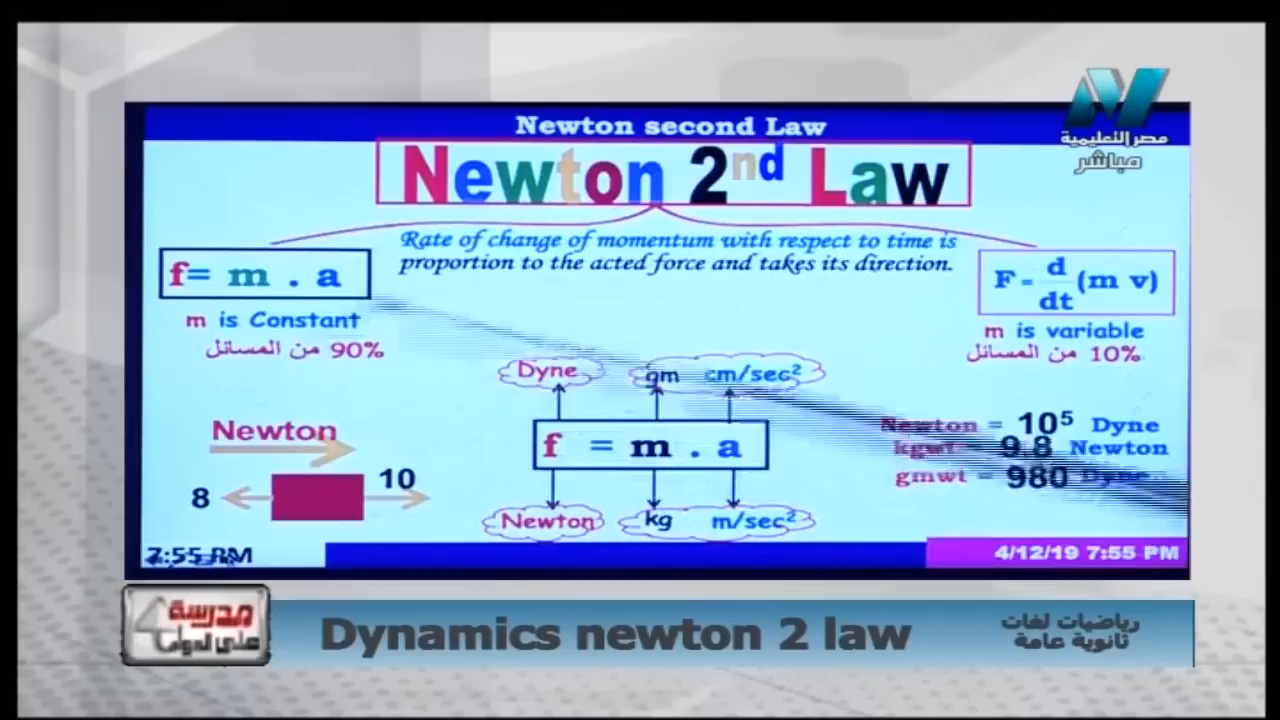 Newton second Law
مصر التعليمية
مباشر
Newton 2nd Law
Rate of change of momentum with respect to time is
proportion to the acted force and takes its direction.
f= m . a
m is Constant
90% من المسائل
F = d/dt (m v)
m is variable
10% من المسائل
Dyne gm cm/sec²
f = m . a
Newton kg m/sec²
Newton
8 10
Newton = 10⁵ Dyne
kgwt = 9.8 Newton
gmwt = 980 Dyne
7:55 PM
4/12/19 7:55 PM
مدرسة
على الهواء
Dynamics newton 2 law
رياضيات لغات
ثانوية عامة